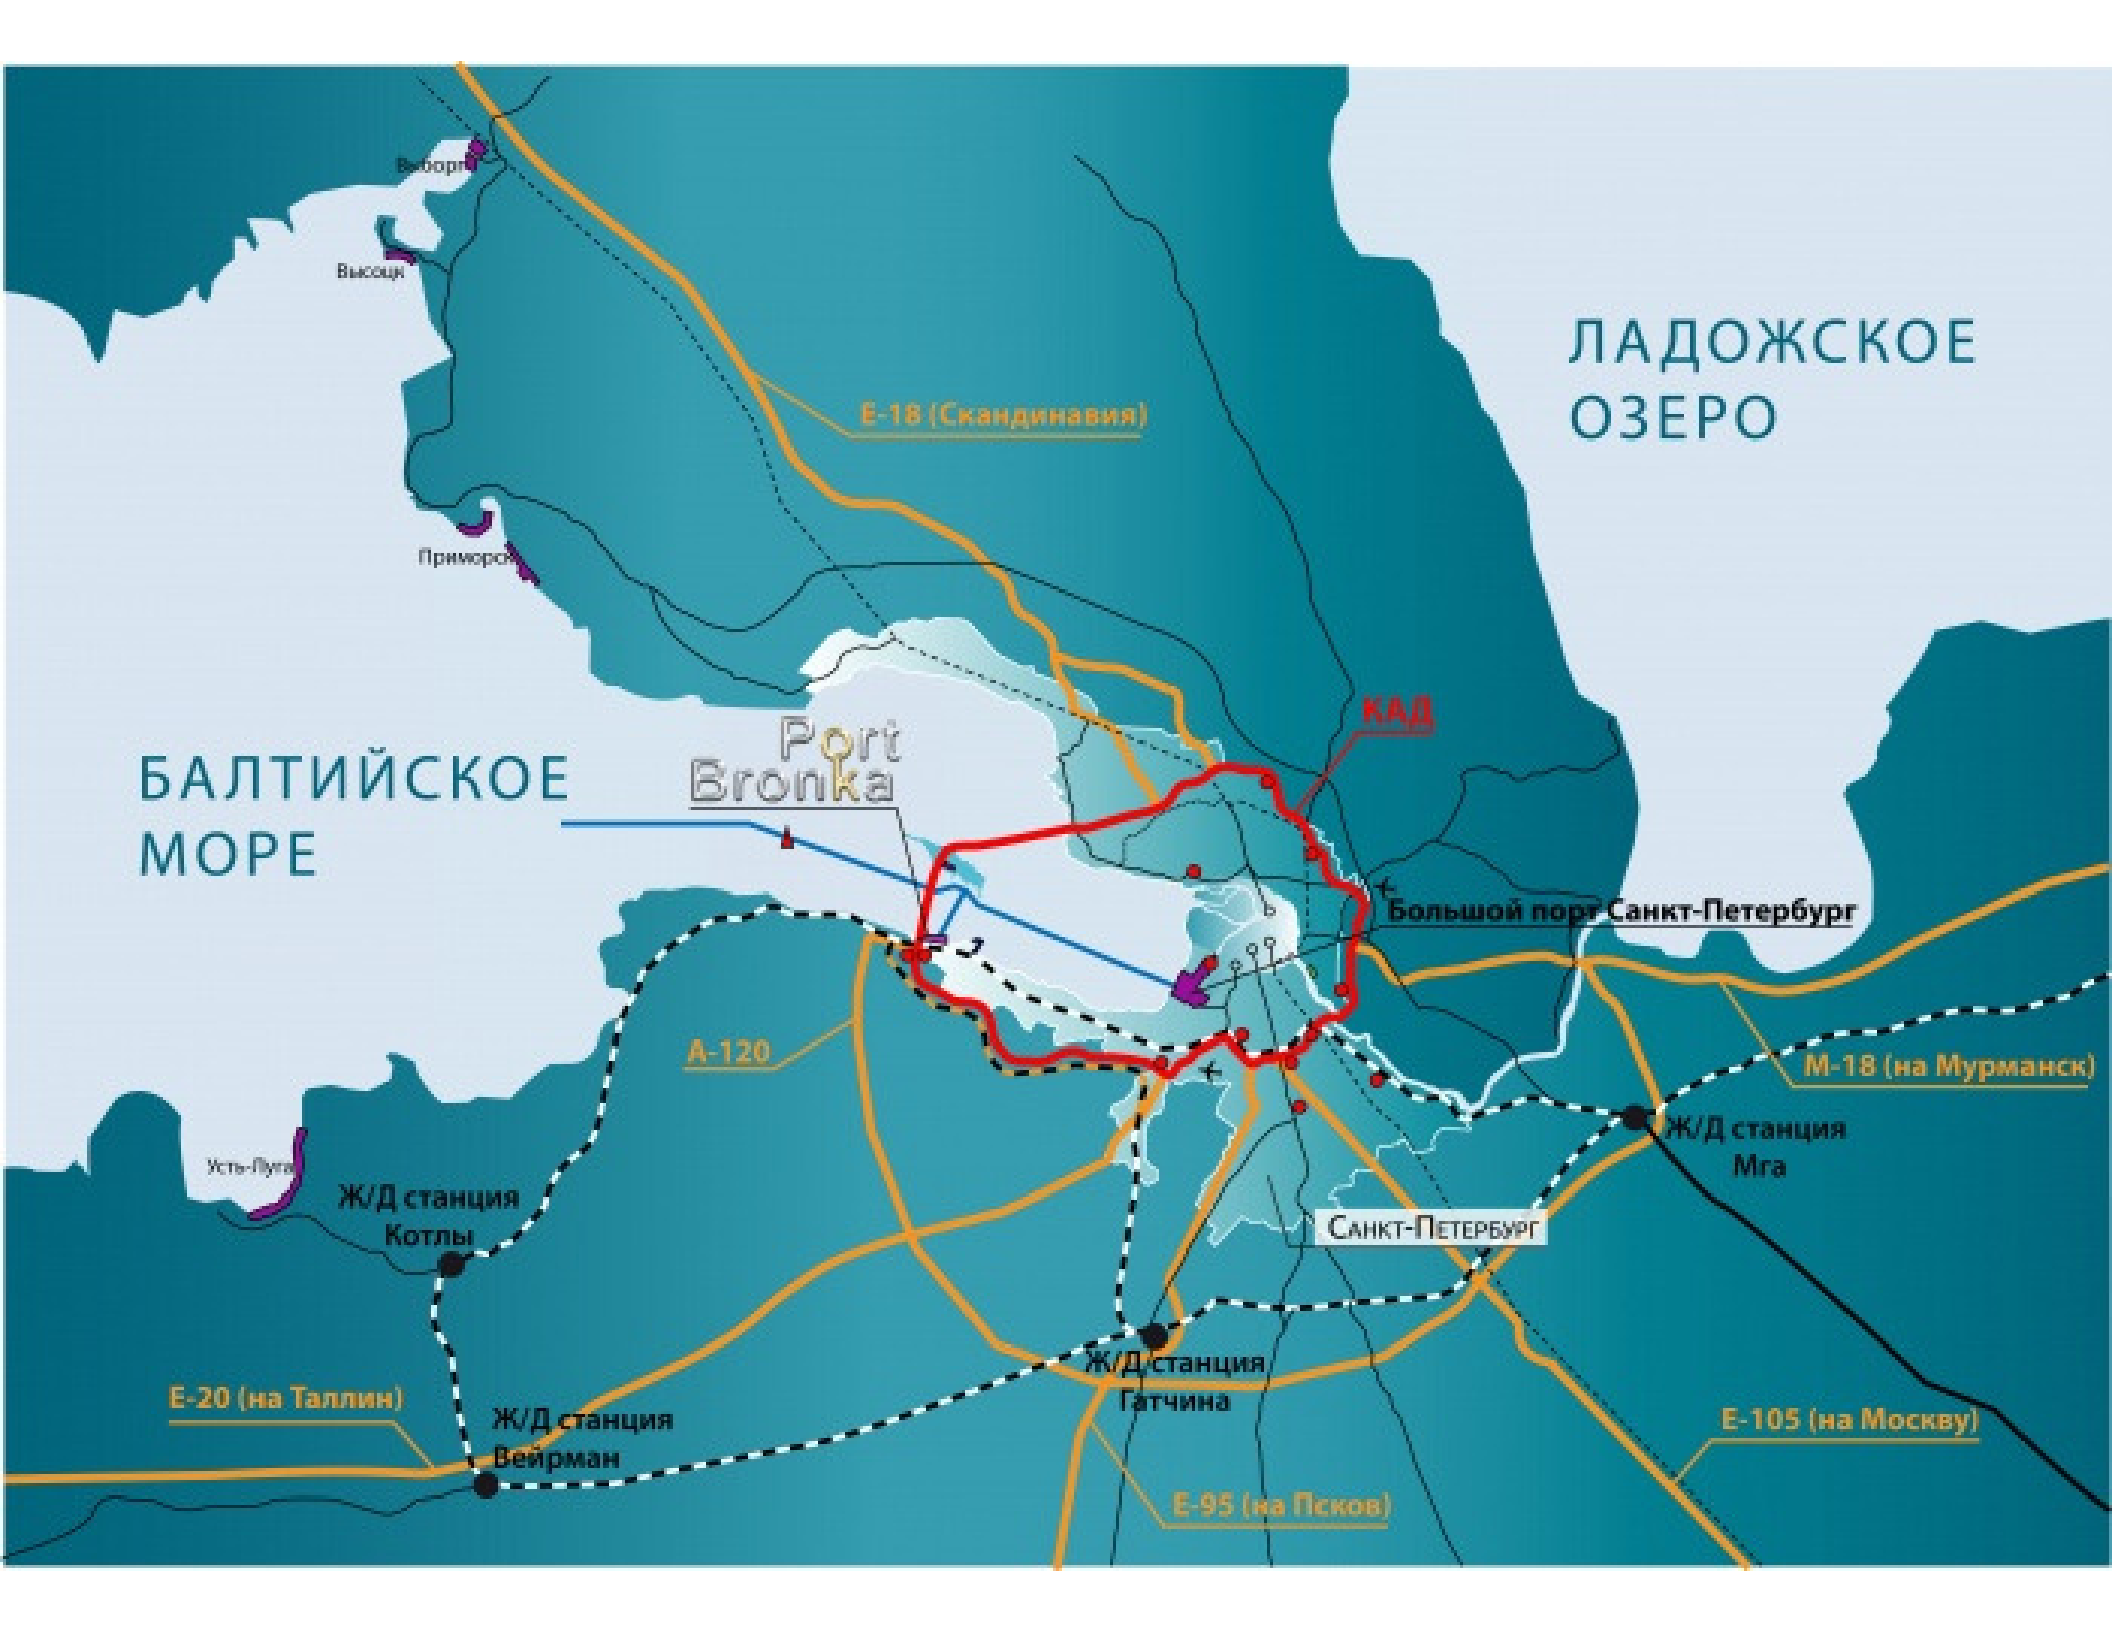 Выборг
Высоцк
ЛАДОЖСКОЕ
ОЗЕРО
Е-18 (Скандинавия)
Приморск
КАД
Port
Bronka
БАЛТИЙСКОЕ
МОРЕ
Большой порт Санкт-Петербург
А-120
М-18 (на Мурманск)
Ж/Д станция
Мга
Усть-Луга
Ж/Д станция
Котлы
Санкт-Петербург
Ж/Д станция
Гатчина
Е-20 (на Таллин)
Ж/Д станция
Вейрман
Е-105 (на Москву)
Е-95 (на Псков)